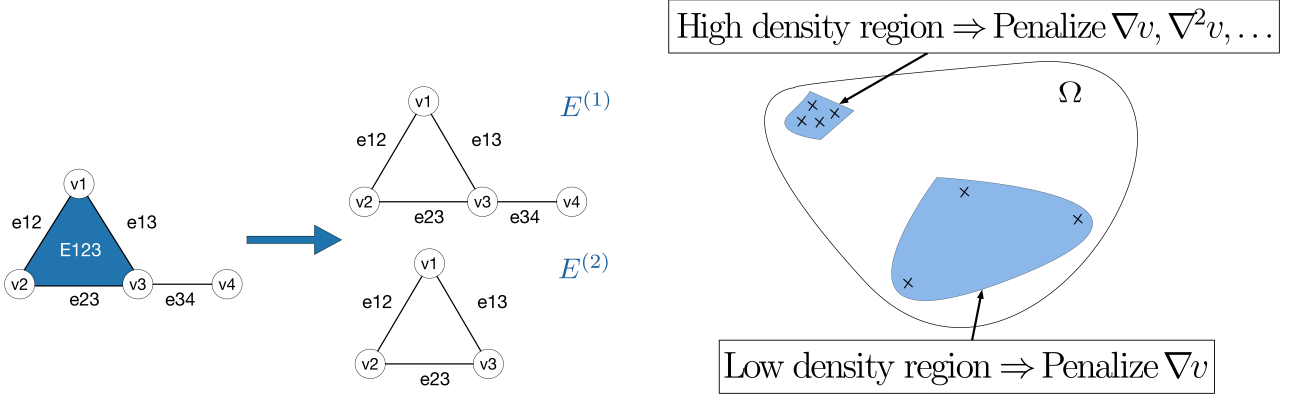 v1
e12
e13
E123
v2
v3
v4
e23
e34
v1
E^{(1)}
e12
e13
v2
v3
v4
e23
e34
v1
E^{(2)}
e12
e13
v2
v3
e23
High density region ⇒ Penalize ∇v, ∇²v, …
Ω
Low density region ⇒ Penalize ∇v